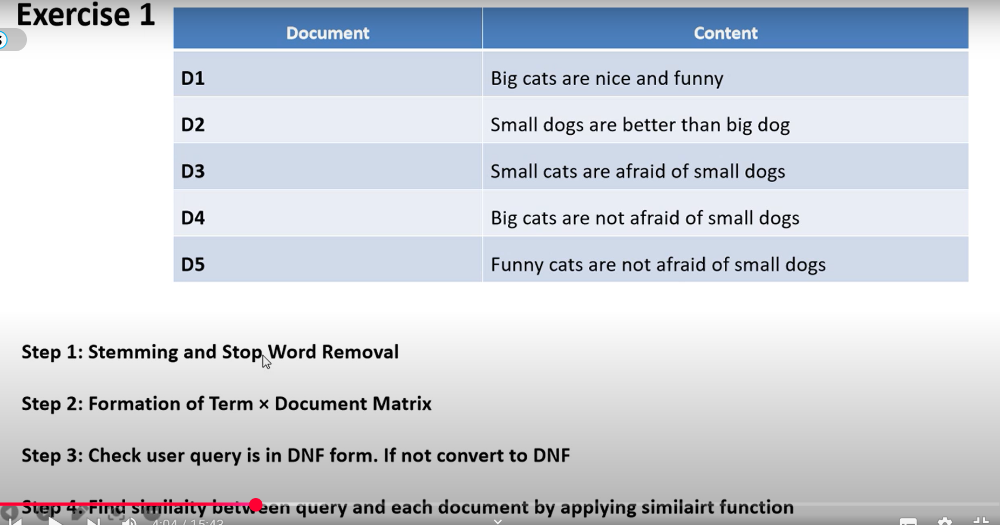 Exercise 1
Document Content
D1 Big cats are nice and funny
D2 Small dogs are better than big dog
D3 Small cats are afraid of small dogs
D4 Big cats are not afraid of small dogs
D5 Funny cats are not afraid of small dogs
Step 1: Stemming and Stop Word Removal
Step 2: Formation of Term × Document Matrix
Step 3: Check user query is in DNF form. If not convert to DNF
Step 4: Find similaity between query and each document by applying similairt function
4:04 / 15:43